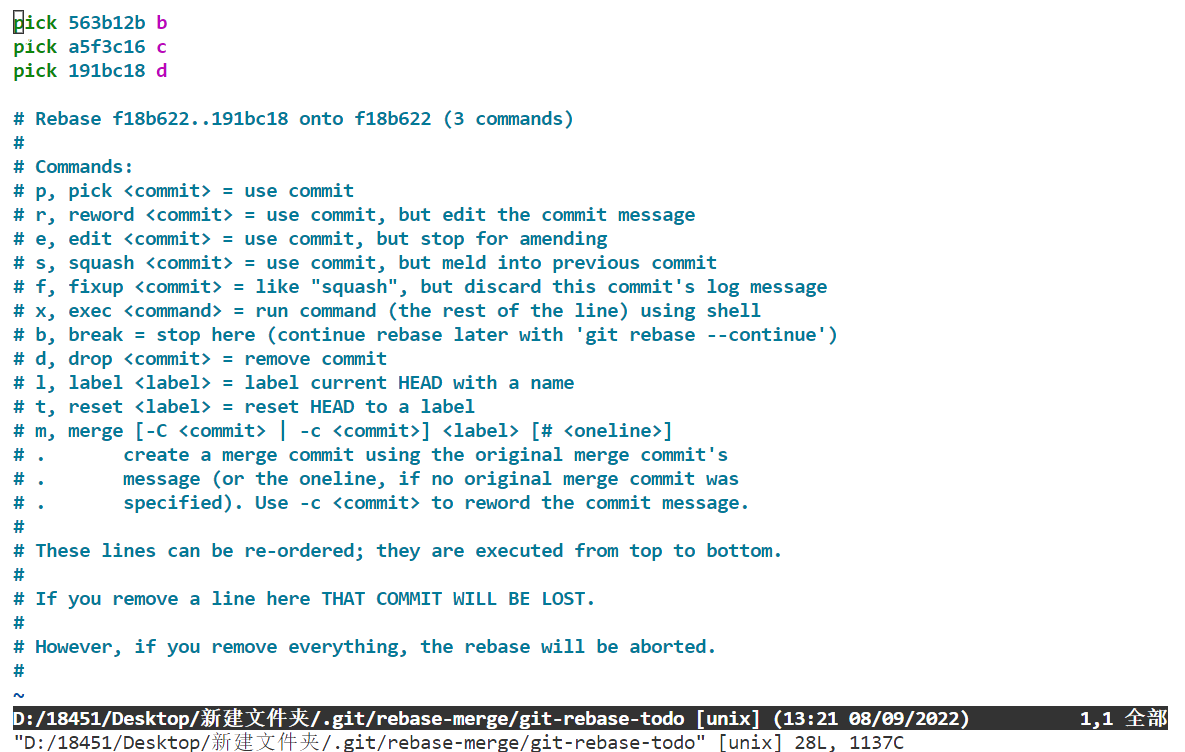 pick 563b12b b
pick a5f3c16 c
pick 191bc18 d
# Rebase f18b622..191bc18 onto f18b622 (3 commands)
#
# Commands:
# p, pick <commit> = use commit
# r, reword <commit> = use commit, but edit the commit message
# e, edit <commit> = use commit, but stop for amending
# s, squash <commit> = use commit, but meld into previous commit
# f, fixup <commit> = like "squash", but discard this commit's log message
# x, exec <command> = run command (the rest of the line) using shell
# b, break = stop here (continue rebase later with 'git rebase --continue')
# d, drop <commit> = remove commit
# l, label <label> = label current HEAD with a name
# t, reset <label> = reset HEAD to a label
# m, merge [-C <commit> | -c <commit>] <label> [# <oneline>]
# .       create a merge commit using the original merge commit's
# .       message (or the oneline, if no original merge commit was
# .       specified). Use -c <commit> to reword the commit message.
#
# These lines can be re-ordered; they are executed from top to bottom.
#
# If you remove a line here THAT COMMIT WILL BE LOST.
#
# However, if you remove everything, the rebase will be aborted.
#
~
D:/18451/Desktop/新建文件夹/.git/rebase-merge/git-rebase-todo [unix] (13:21 08/09/2022) 1,1 全部
"D:/18451/Desktop/新建文件夹/.git/rebase-merge/git-rebase-todo" [unix] 28L, 1137C